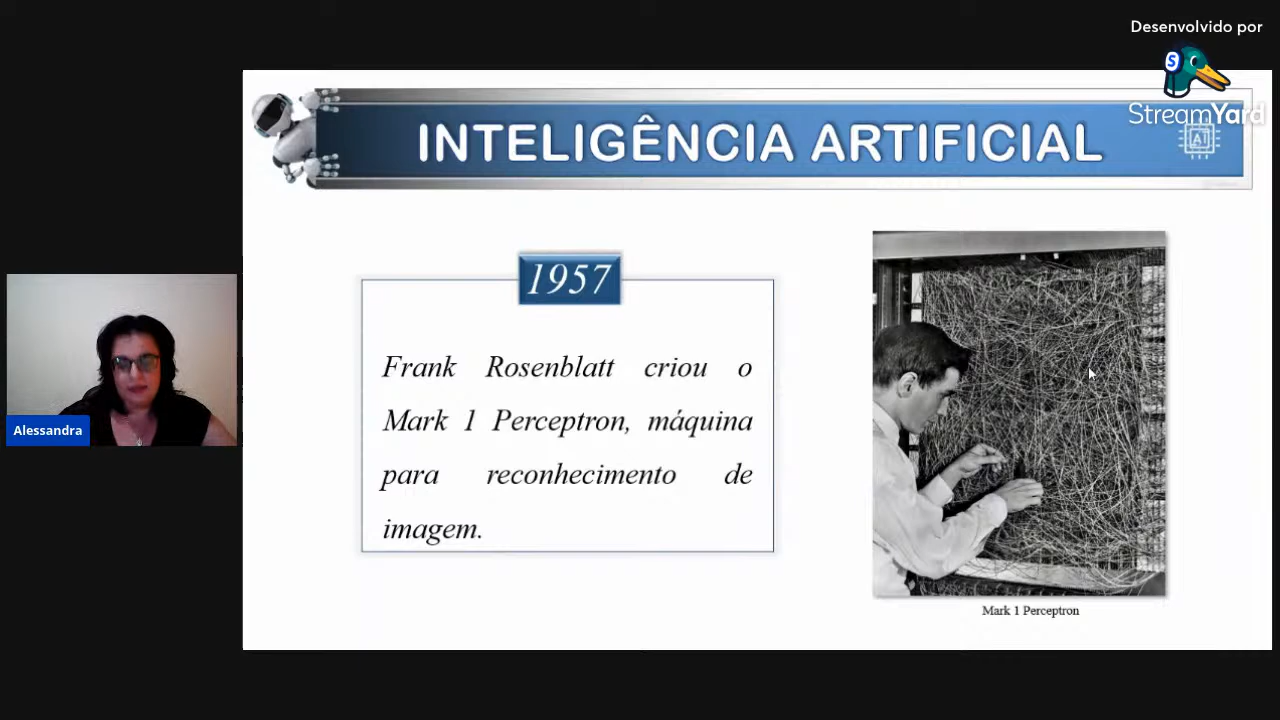 Desenvolvido por
S
StreamYard
INTELIGÊNCIA ARTIFICIAL
AI
1957
Frank Rosenblatt criou o
Mark 1 Perceptron, máquina
para reconhecimento de
imagem.
Mark 1 Perceptron
Alessandra